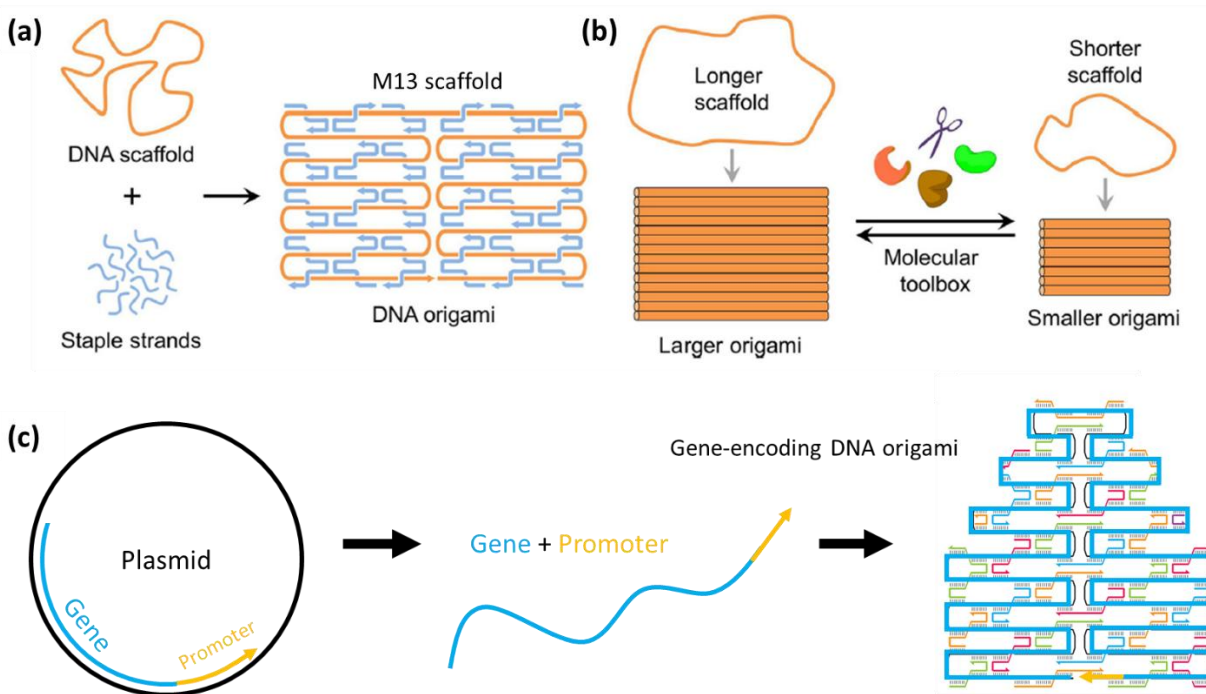 (a)
DNA scaffold
+
Staple strands
M13 scaffold
DNA origami
(b)
Longer
scaffold
Larger origami
Molecular
toolbox
Shorter
scaffold
Smaller origami
(c)
Plasmid
Gene
Promoter
Gene + Promoter
Gene-encoding DNA origami